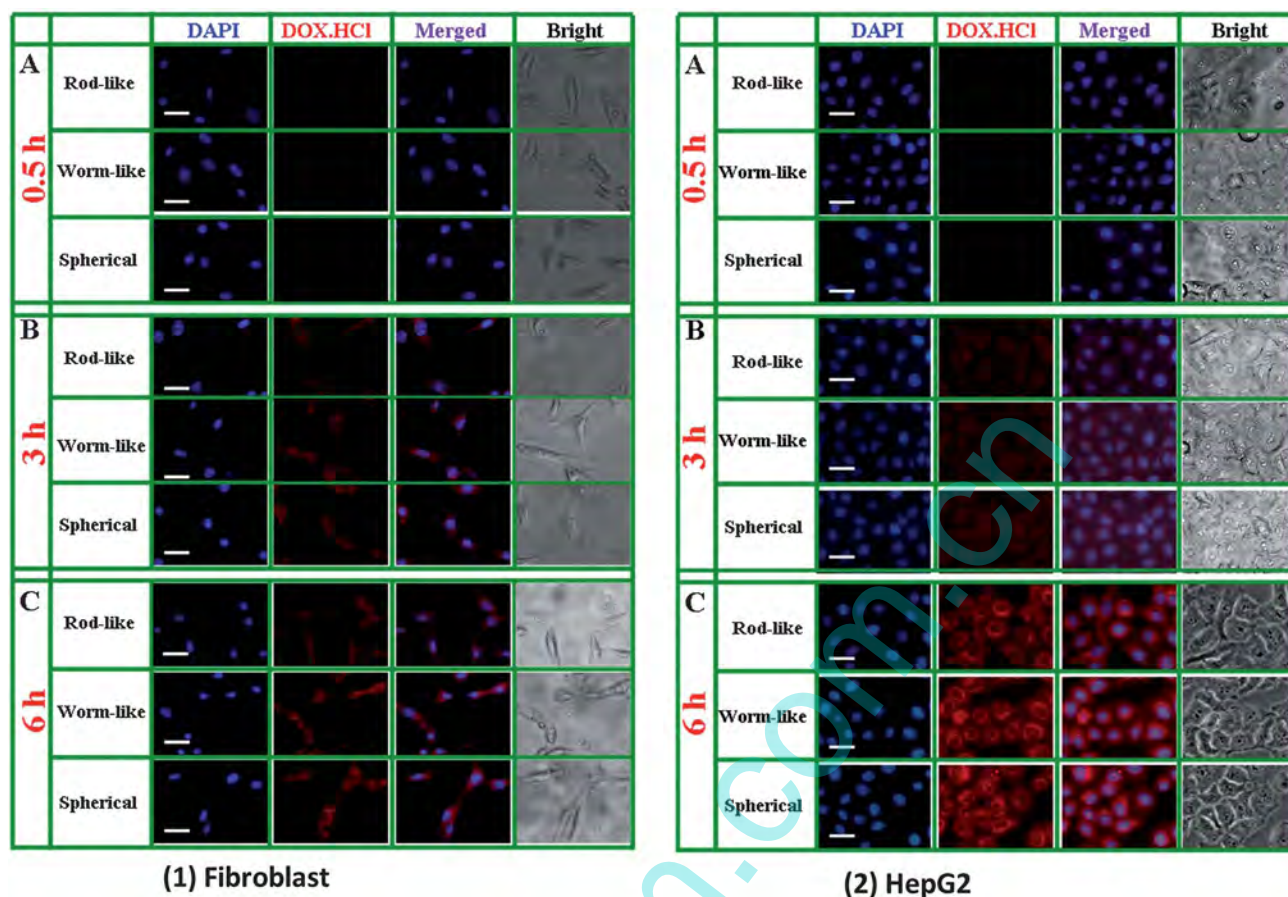 DAPI DOX.HCl Merged Bright
A
0.5 h
Rod-like
Worm-like
Spherical
B
3 h
Rod-like
Worm-like
Spherical
C
6 h
Rod-like
Worm-like
Spherical
(1) Fibroblast
DAPI DOX.HCl Merged Bright
A
0.5 h
Rod-like
Worm-like
Spherical
B
3 h
Rod-like
Worm-like
Spherical
C
6 h
Rod-like
Worm-like
Spherical
(2) HepG2
.com.cn